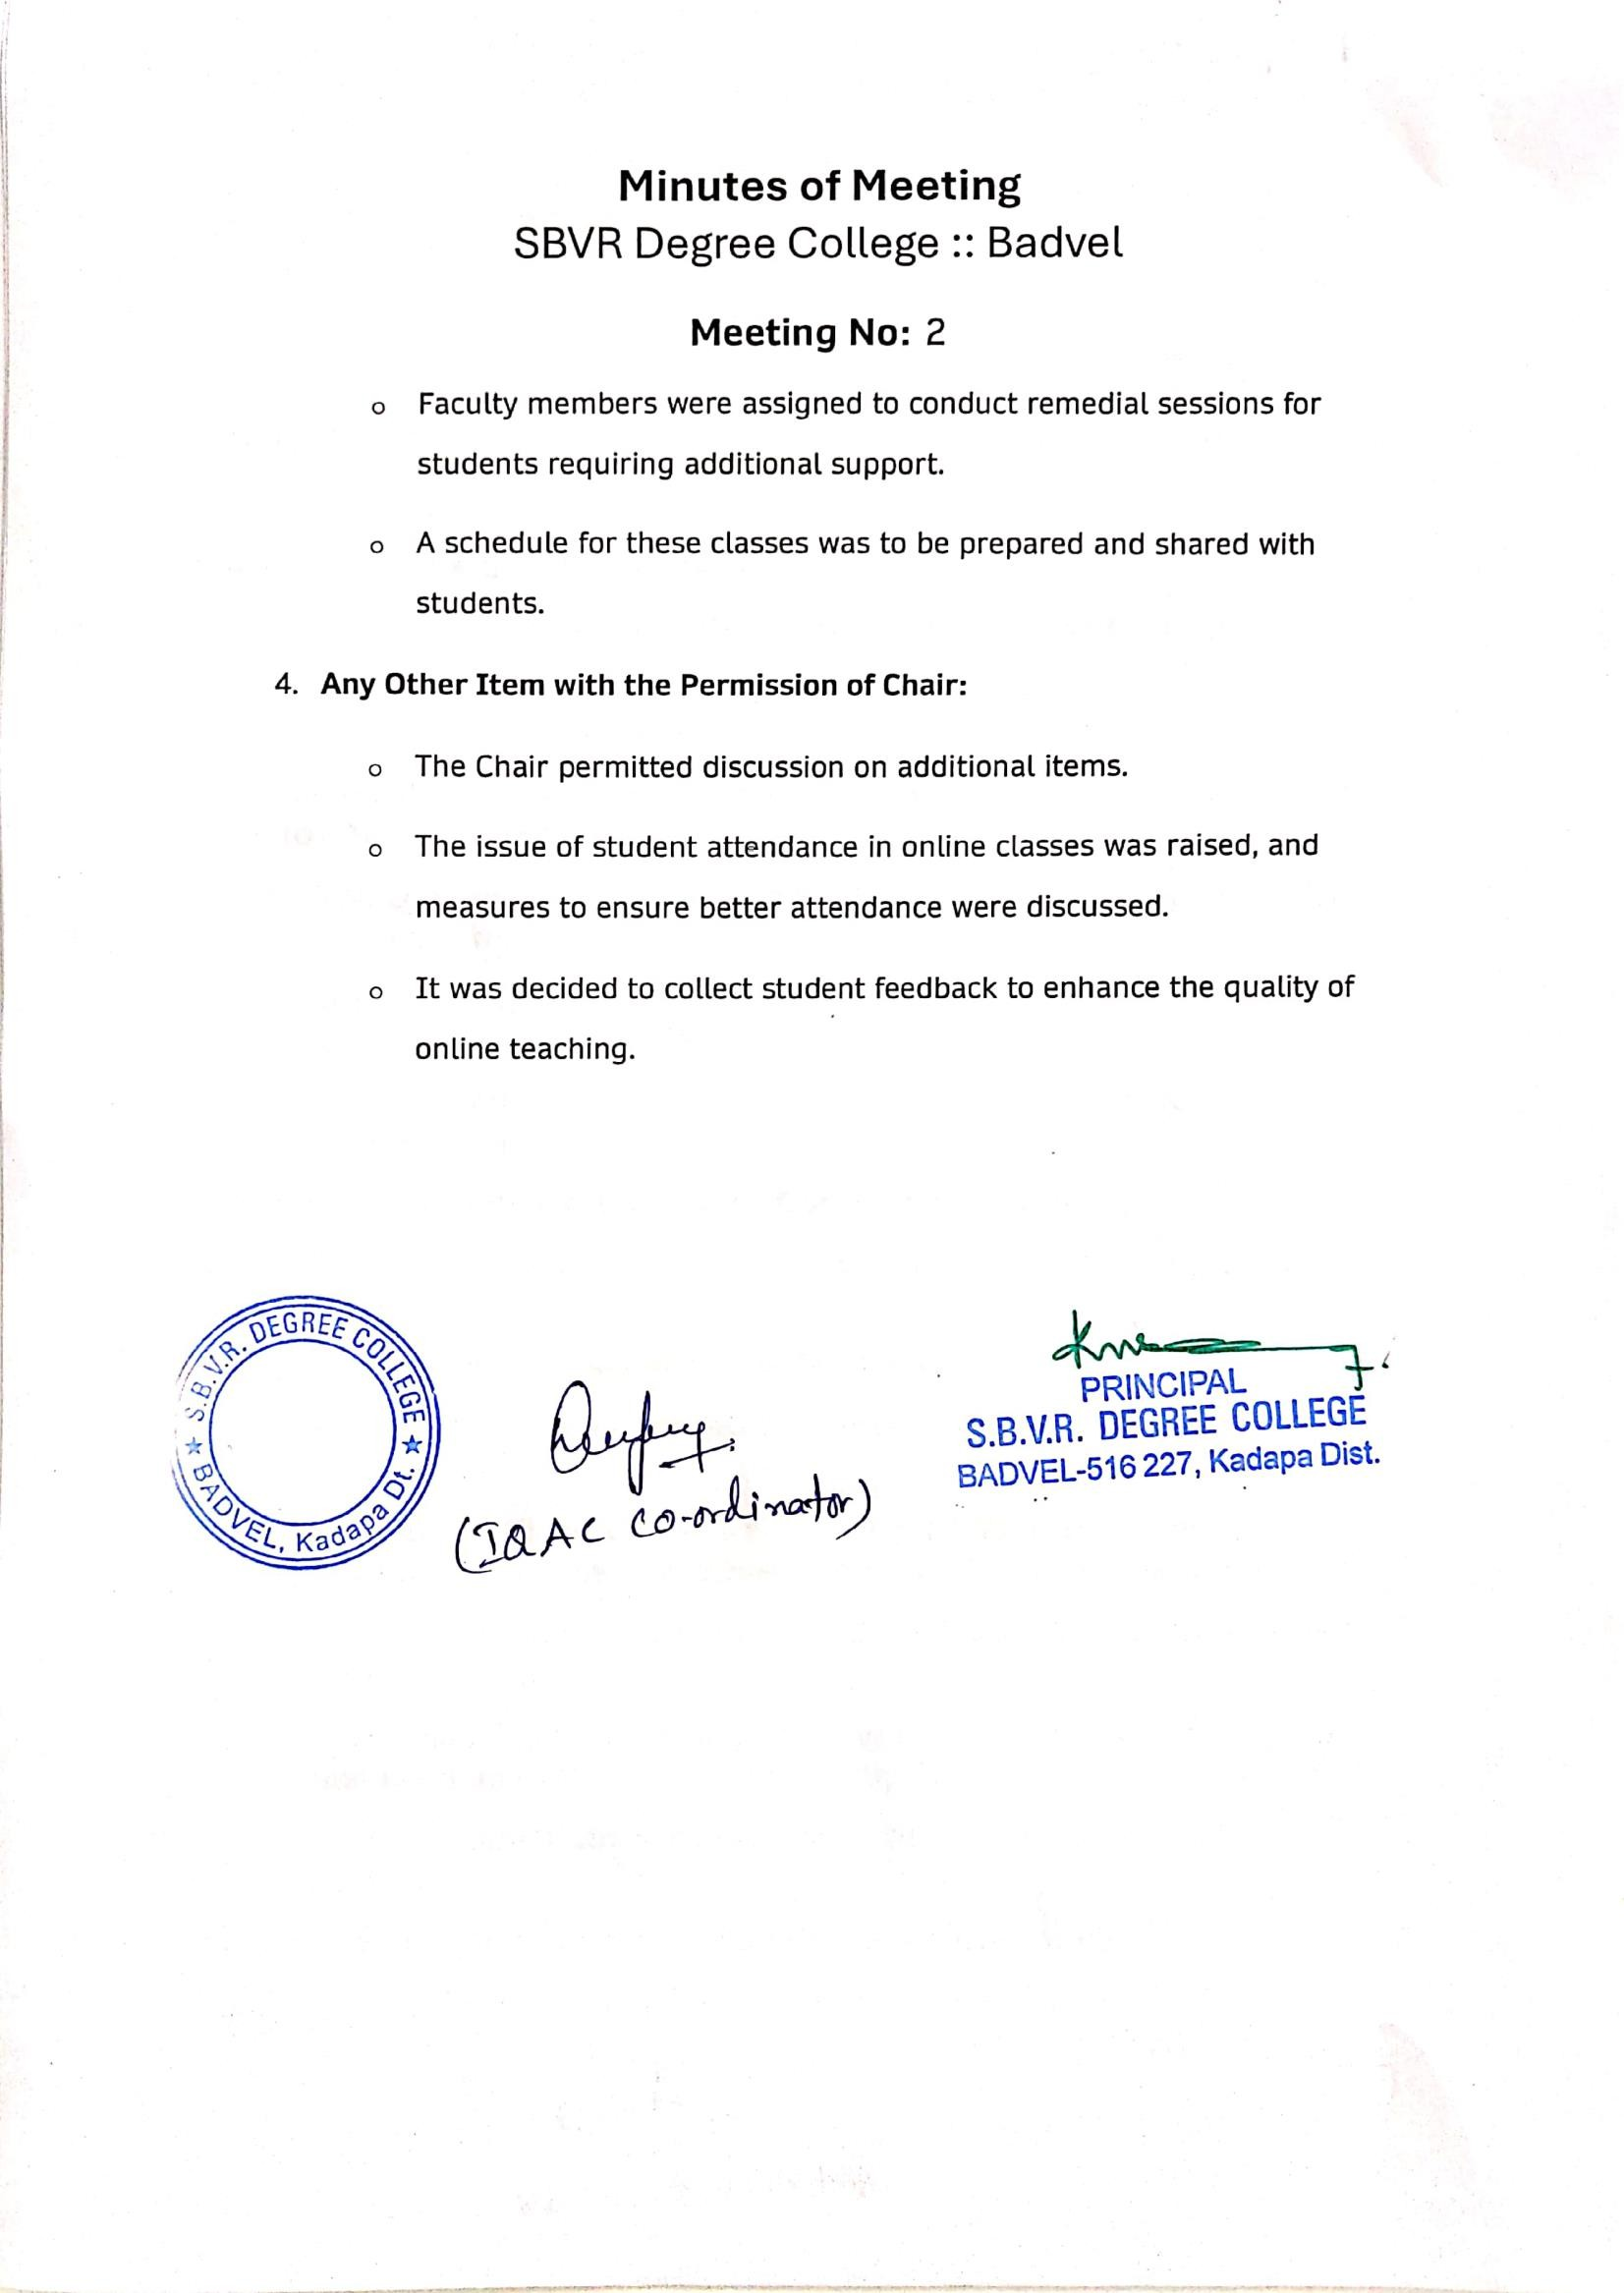 Minutes of Meeting
SBVR Degree College :: Badvel
Meeting No: 2
o Faculty members were assigned to conduct remedial sessions for
students requiring additional support.
o A schedule for these classes was to be prepared and shared with
students.
4. Any Other Item with the Permission of Chair:
o The Chair permitted discussion on additional items.
o The issue of student attendance in online classes was raised, and
measures to ensure better attendance were discussed.
o It was decided to collect student feedback to enhance the quality of
online teaching.
★ S.B.V.R. DEGREE COLLEGE ★
BADVEL, Kadapa Dt.
(IQAC Co-ordinator)
PRINCIPAL
S.B.V.R. DEGREE COLLEGE
BADVEL-516 227, Kadapa Dist.